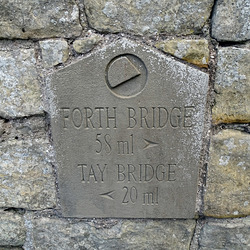 FORTH BRIDGE
58 ml >
TAY BRIDGE
< 20 ml